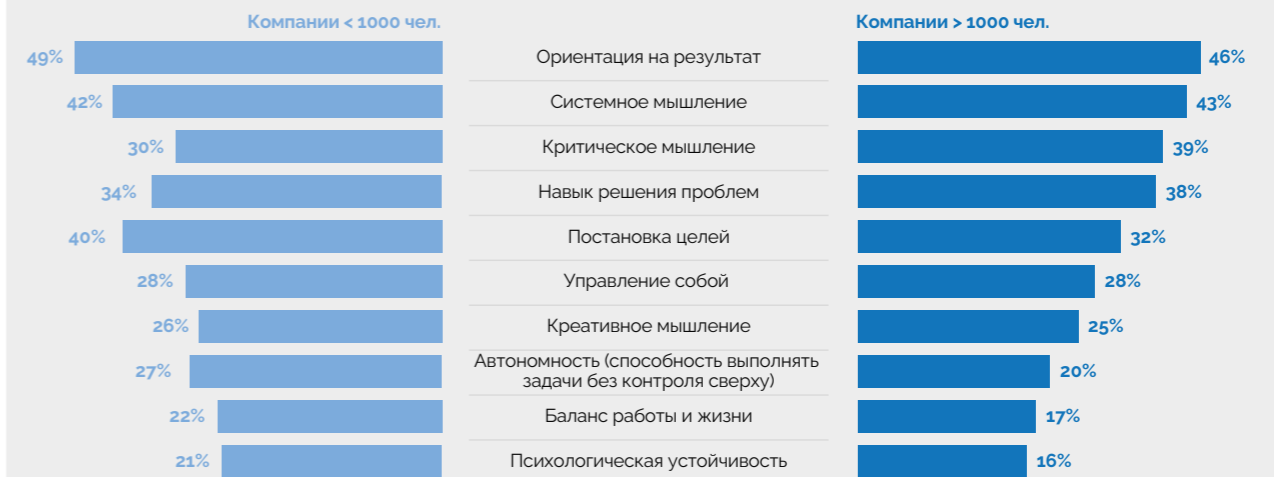 Компании < 1000 чел.
Компании > 1000 чел.
49%
Ориентация на результат
46%
42%
Системное мышление
43%
30%
Критическое мышление
39%
34%
Навык решения проблем
38%
40%
Постановка целей
32%
28%
Управление собой
28%
26%
Креативное мышление
25%
27%
Автономность (способность выполнять
задачи без контроля сверху)
20%
22%
Баланс работы и жизни
17%
21%
Психологическая устойчивость
16%